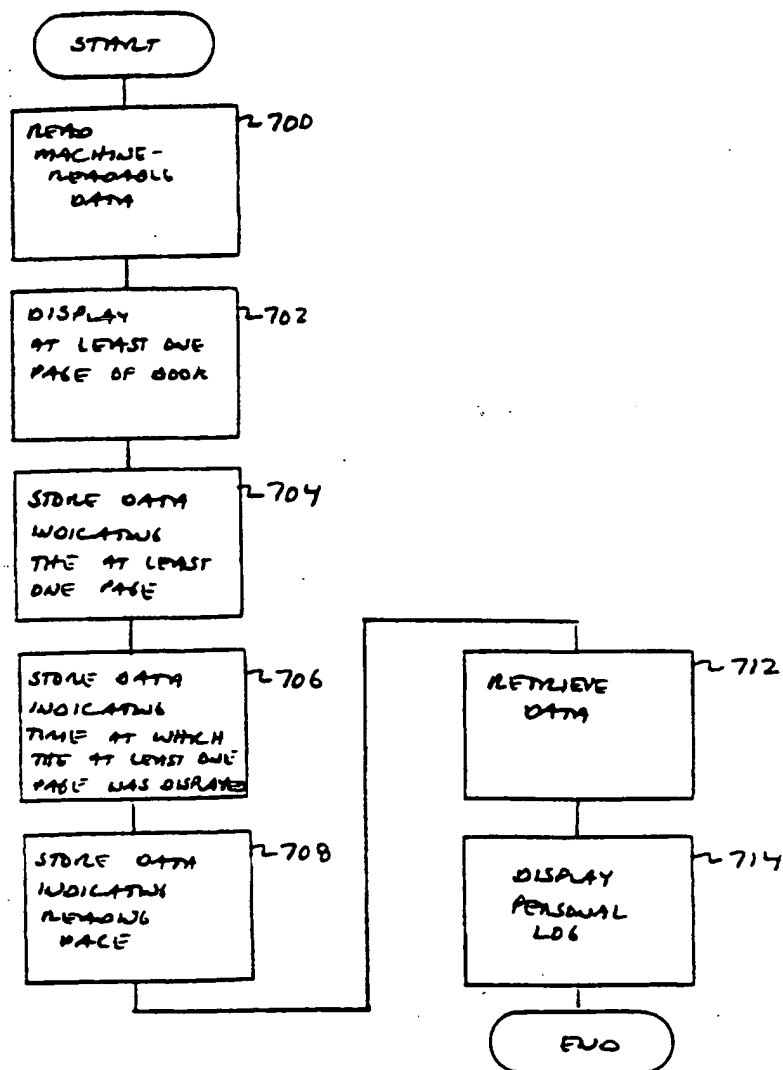 START
700
READ
MACHINE-
READABLE
DATA
702
DISPLAY
AT LEAST ONE
PAGE OF BOOK
704
STORE DATA
INDICATING
THE AT LEAST
ONE PAGE
706
STORE DATA
INDICATING
TIME AT WHICH
THE AT LEAST ONE
PAGE WAS DISPLAYED
708
STORE DATA
INDICATING
READING
PACE
712
RETRIEVE
DATA
714
DISPLAY
PERSONAL
LOG
END